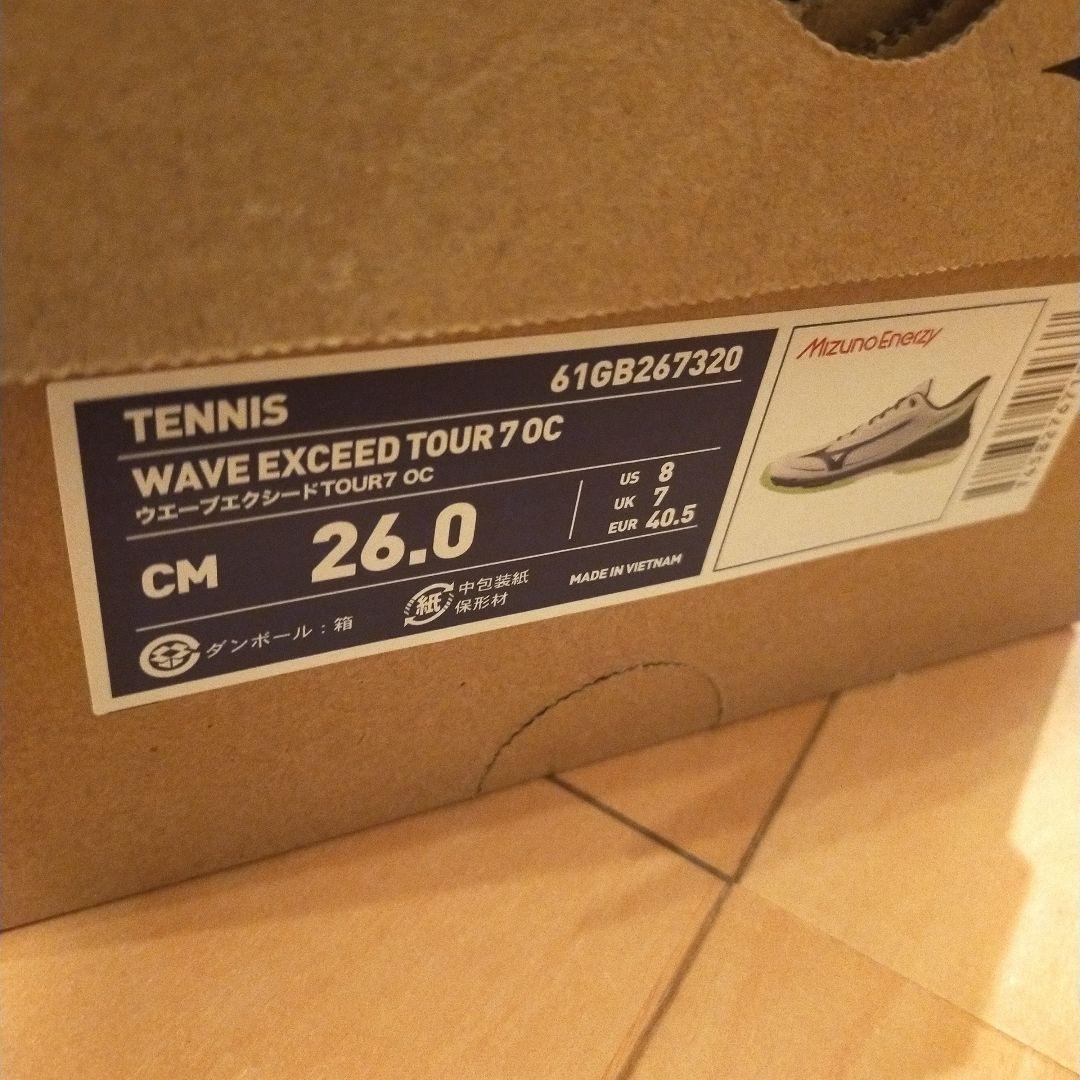 TENNIS
61GB267320
WAVE EXCEED TOUR 7 OC
ウエーブエクシードTOUR7 OC
CM
26.0
US 8
UK 7
EUR 40.5
ダンボール：箱
紙
中包装紙
保形材
MADE IN VIETNAM
MIZUNO ENERZY